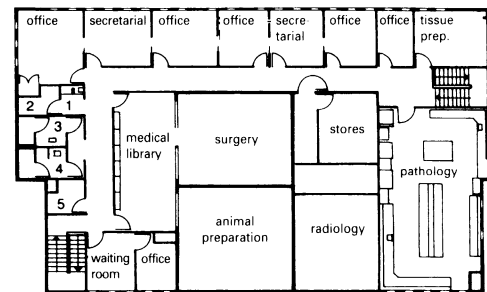 office
secretarial
office
office
secre-
tarial
office
office
tissue
prep.
2
1
3
4
5
medical
library
surgery
stores
pathology
animal
preparation
radiology
waiting
room
office